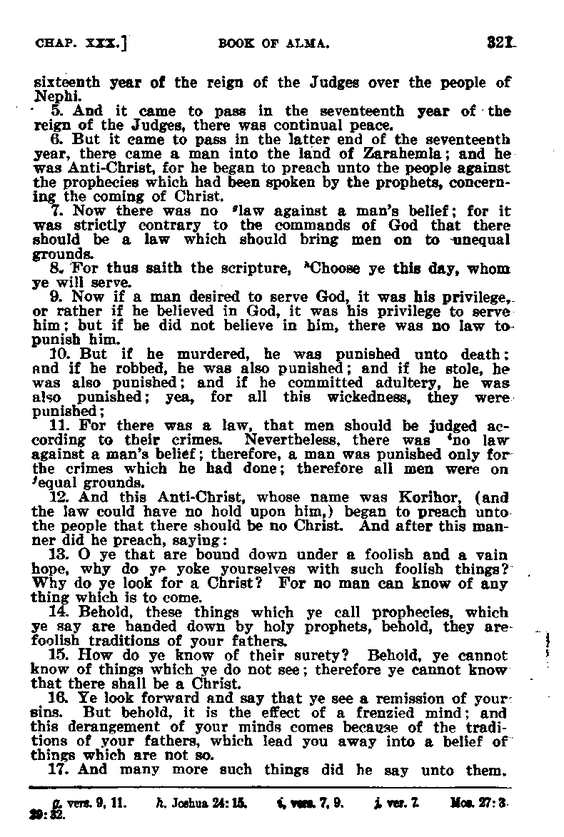 CHAP. XXX.] BOOK OF ALMA. 321
sixteenth year of the reign of the Judges over the people of
Nephi.
5. And it came to pass in the seventeenth year of the
reign of the Judges, there was continual peace.
6. But it came to pass in the latter end of the seventeenth
year, there came a man into the land of Zarahemla; and he
was Anti-Christ, for he began to preach unto the people against
the prophecies which had been spoken by the prophets, concern-
ing the coming of Christ.
7. Now there was no glaw against a man's belief; for it
was strictly contrary to the commands of God that there
should be a law which should bring men on to unequal
grounds.
8. For thus saith the scripture, hChoose ye this day, whom
ye will serve.
9. Now if a man desired to serve God, it was his privilege,
or rather if he believed in God, it was his privilege to serve
him; but if he did not believe in him, there was no law to
punish him.
10. But if he murdered, he was punished unto death;
and if he robbed, he was also punished; and if he stole, he
was also punished; and if he committed adultery, he was
also punished; yea, for all this wickedness, they were
punished;
11. For there was a law, that men should be judged ac-
cording to their crimes. Nevertheless, there was ino law
against a man's belief; therefore, a man was punished only for
the crimes which he had done; therefore all men were on
jequal grounds.
12. And this Anti-Christ, whose name was Korihor, (and
the law could have no hold upon him,) began to preach unto
the people that there should be no Christ. And after this man-
ner did he preach, saying:
13. O ye that are bound down under a foolish and a vain
hope, why do ye yoke yourselves with such foolish things?
Why do ye look for a Christ? For no man can know of any
thing which is to come.
14. Behold, these things which ye call prophecies, which
ye say are handed down by holy prophets, behold, they are
foolish traditions of your fathers.
15. How do ye know of their surety? Behold, ye cannot
know of things which ye do not see; therefore ye cannot know
that there shall be a Christ.
16. Ye look forward and say that ye see a remission of your
sins. But behold, it is the effect of a frenzied mind; and
this derangement of your minds comes because of the tradi-
tions of your fathers, which lead you away into a belief of
things which are not so.
17. And many more such things did he say unto them,
g, vers. 9, 11. h. Joshua 24:15. i, vers. 7, 9. j, ver. 7. Mos. 27:3.
29:32.